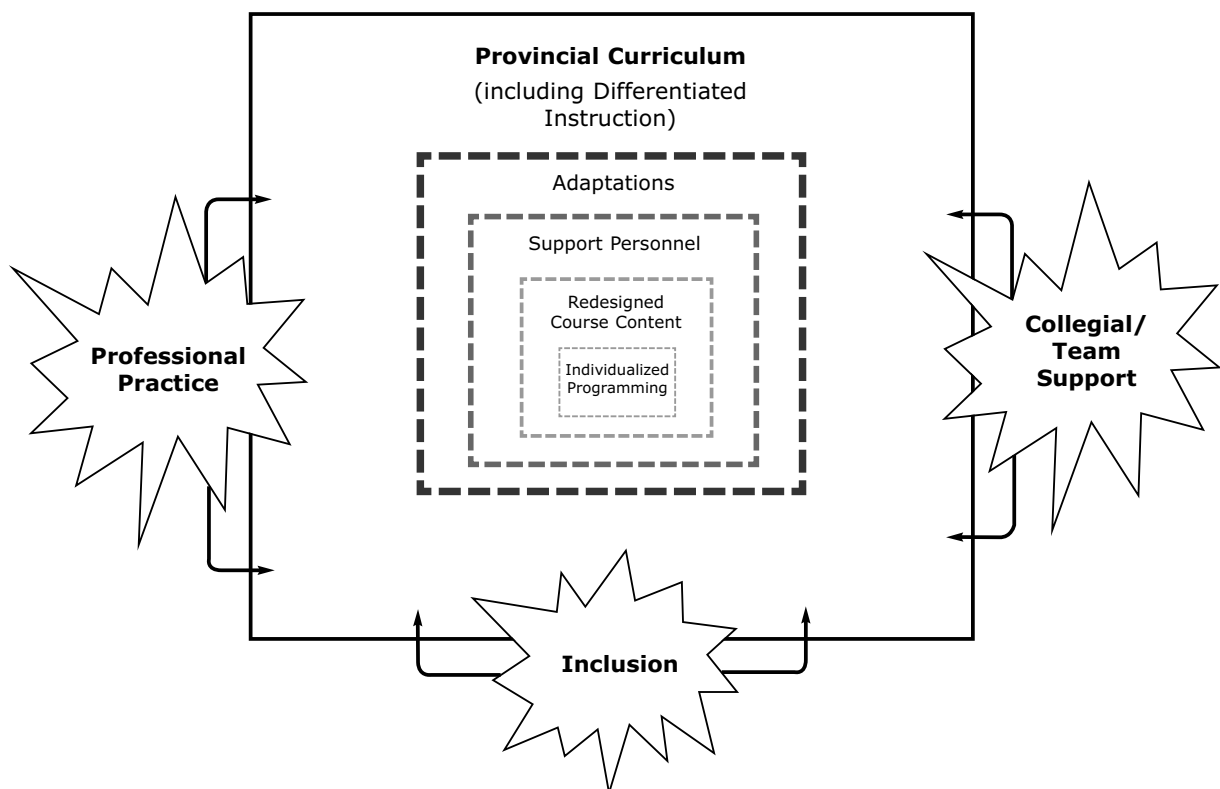 Provincial Curriculum
(including Differentiated
Instruction)
Adaptations
Support Personnel
Redesigned
Course Content
Individualized
Programming
Professional
Practice
Collegial/
Team
Support
Inclusion